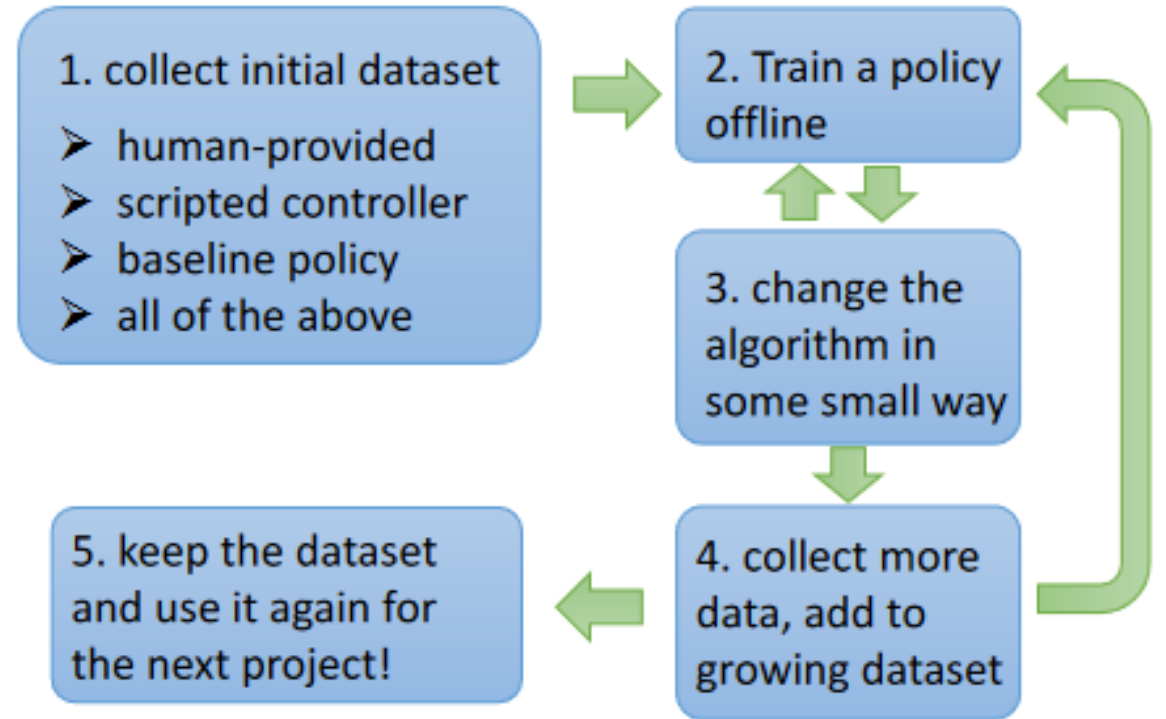 1. collect initial dataset
➢ human-provided
➢ scripted controller
➢ baseline policy
➢ all of the above
2. Train a policy
offline
3. change the
algorithm in
some small way
4. collect more
data, add to
growing dataset
5. keep the dataset
and use it again for
the next project!